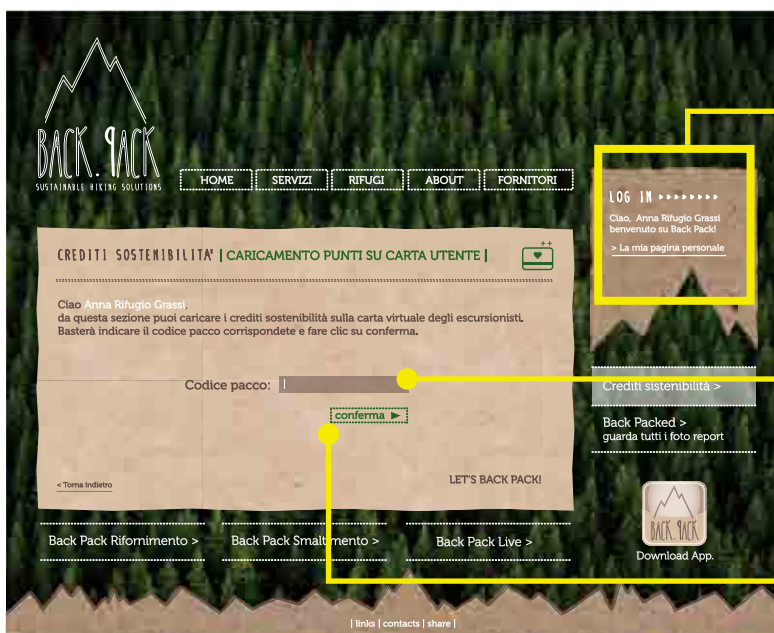 BACK.PACK
SUSTAINABLE HIKING SOLUTIONS
HOME
SERVIZI
RIFUGI
ABOUT
FORNITORI
LOG IN
Ciao, Anna Rifugio Grassi
benvenuto su Back Pack!
> La mia pagina personale
CREDITI SOSTENIBILITA' | CARICAMENTO PUNTI SU CARTA UTENTE |
++
Ciao Anna Rifugio Grassi
da questa sezione puoi caricare i crediti sostenibilità sulla carta virtuale degli escursionisti.
Basterà indicare il codice pacco corrispondete e fare clic su conferma.
Codice pacco:
conferma ►
< Torna indietro
LET'S BACK PACK!
Crediti sistenibilità >
Back Packed >
guarda tutti i foto report
BACK.PACK
Download App.
Back Pack Rifornimento >
Back Pack Smaltimento >
Back Pack Live >
| links | contacts | share |